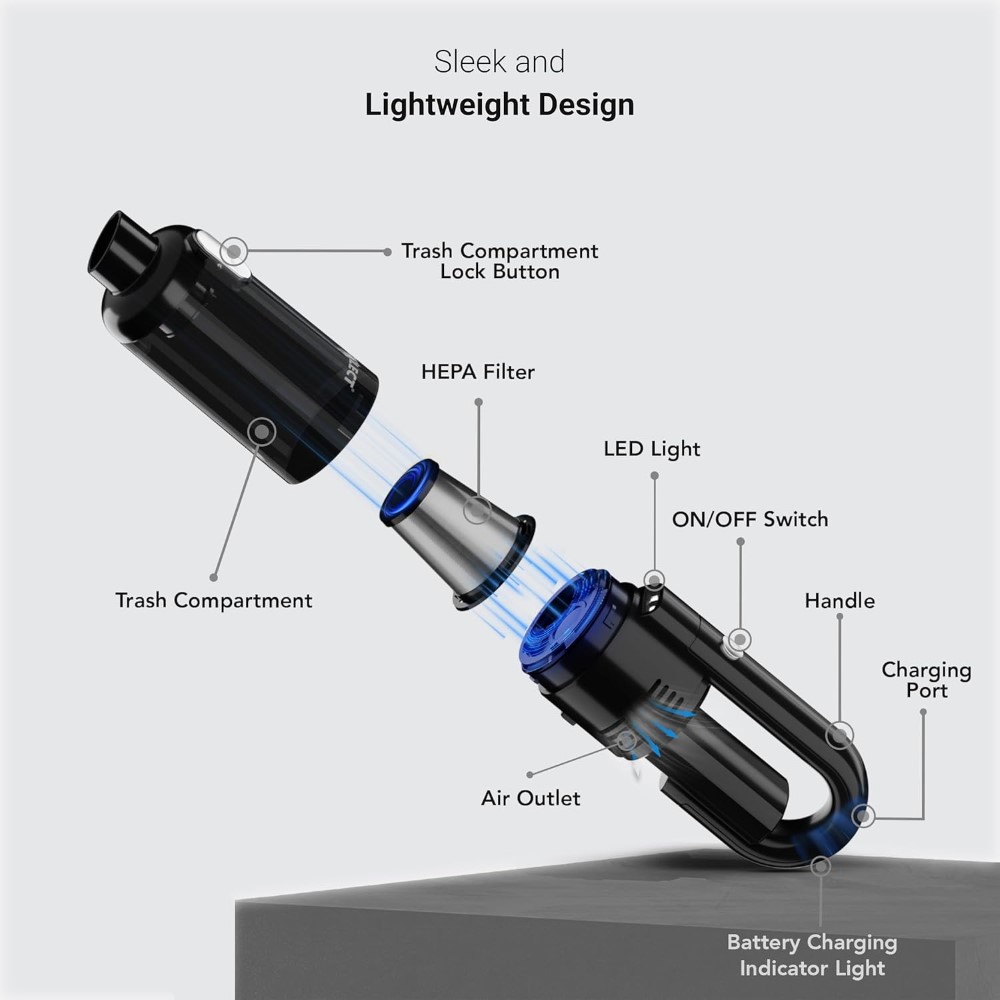 Sleek and
Lightweight Design
Trash Compartment
Lock Button
HEPA Filter
LED Light
ON/OFF Switch
Trash Compartment
Handle
Charging
Port
Air Outlet
Battery Charging
Indicator Light